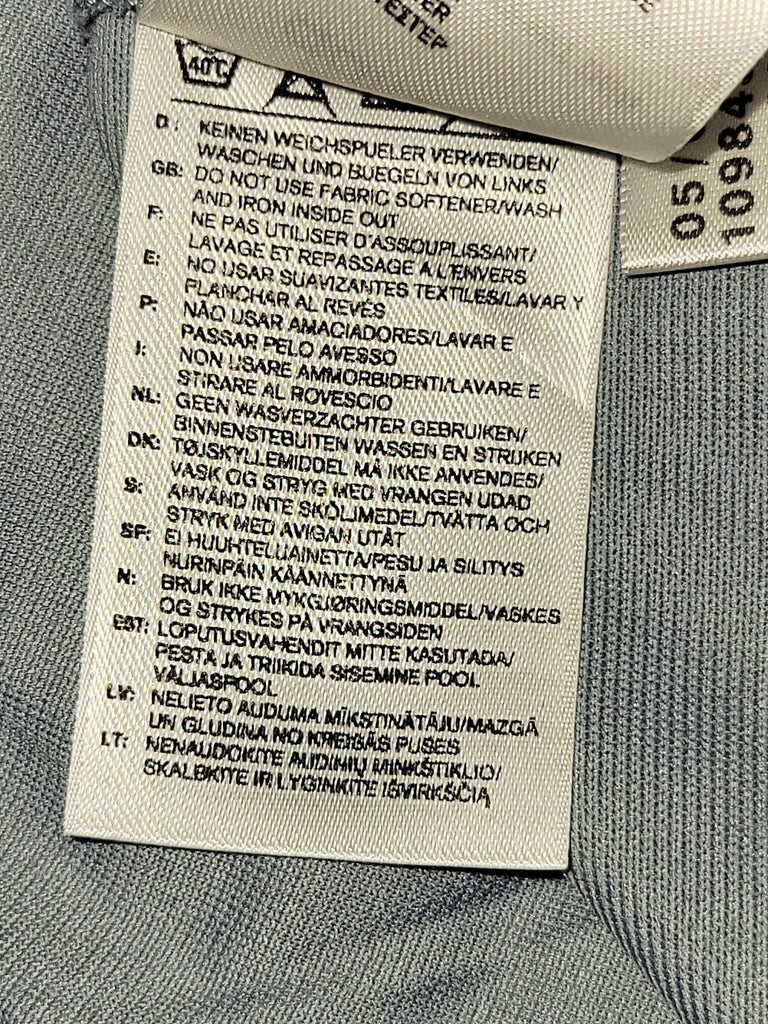 ΕΣΤΕΡ
40°C
D: KEINEN WEICHSPUELER VERWENDEN/
WASCHEN UND BUEGELN VON LINKS
GB: DO NOT USE FABRIC SOFTENER/WASH
AND IRON INSIDE OUT
F: NE PAS UTILISER D'ASSOUPLISSANT/
LAVAGE ET REPASSAGE A L'ENVERS
E: NO USAR SUAVIZANTES TEXTILES/LAVAR Y
PLANCHAR AL REVÉS
P: NÃO USAR AMACIADORES/LAVAR E
PASSAR PELO AVESSO
I: NON USARE AMMORBIDENTI/LAVARE E
STIRARE AL ROVESCIO
NL: GEEN WASVERZACHTER GEBRUIKEN/
BINNENSTEBUITEN WASSEN EN STRIJKEN
DK: TØJSKYLLEMIDDEL MÅ IKKE ANVENDES/
VASK OG STRYG MED VRANGEN UDAD
S: ANVÄND INTE SKÖLJMEDEL/TVÄTTA OCH
STRYK MED AVIGAN UTÅT
SF: EI HUUHTELUAINETTA/PESU JA SILITYS
NURINPÄIN KÄÄNNETTYNÄ
N: BRUK IKKE MYKGJØRINGSMIDDEL/VASKES
OG STRYKES PÅ VRANGSIDEN
EST: LOPUTUSVAHENDIT MITTE KASUTADA/
PESTA JA TRIIKIDA SISEMINE POOL
VÄLJASPOOL
LV: NELIETO AUDUMA MĪKSTINĀTĀJU/MAZGĀ
UN GLUDINA NO KREISĀS PUSES
LT: NENAUDOKITE AUDINIŲ MINKŠTIKLIO/
SKALBKITE IR LYGINKITE IŠVIRKŠČIĄ
05/
10984